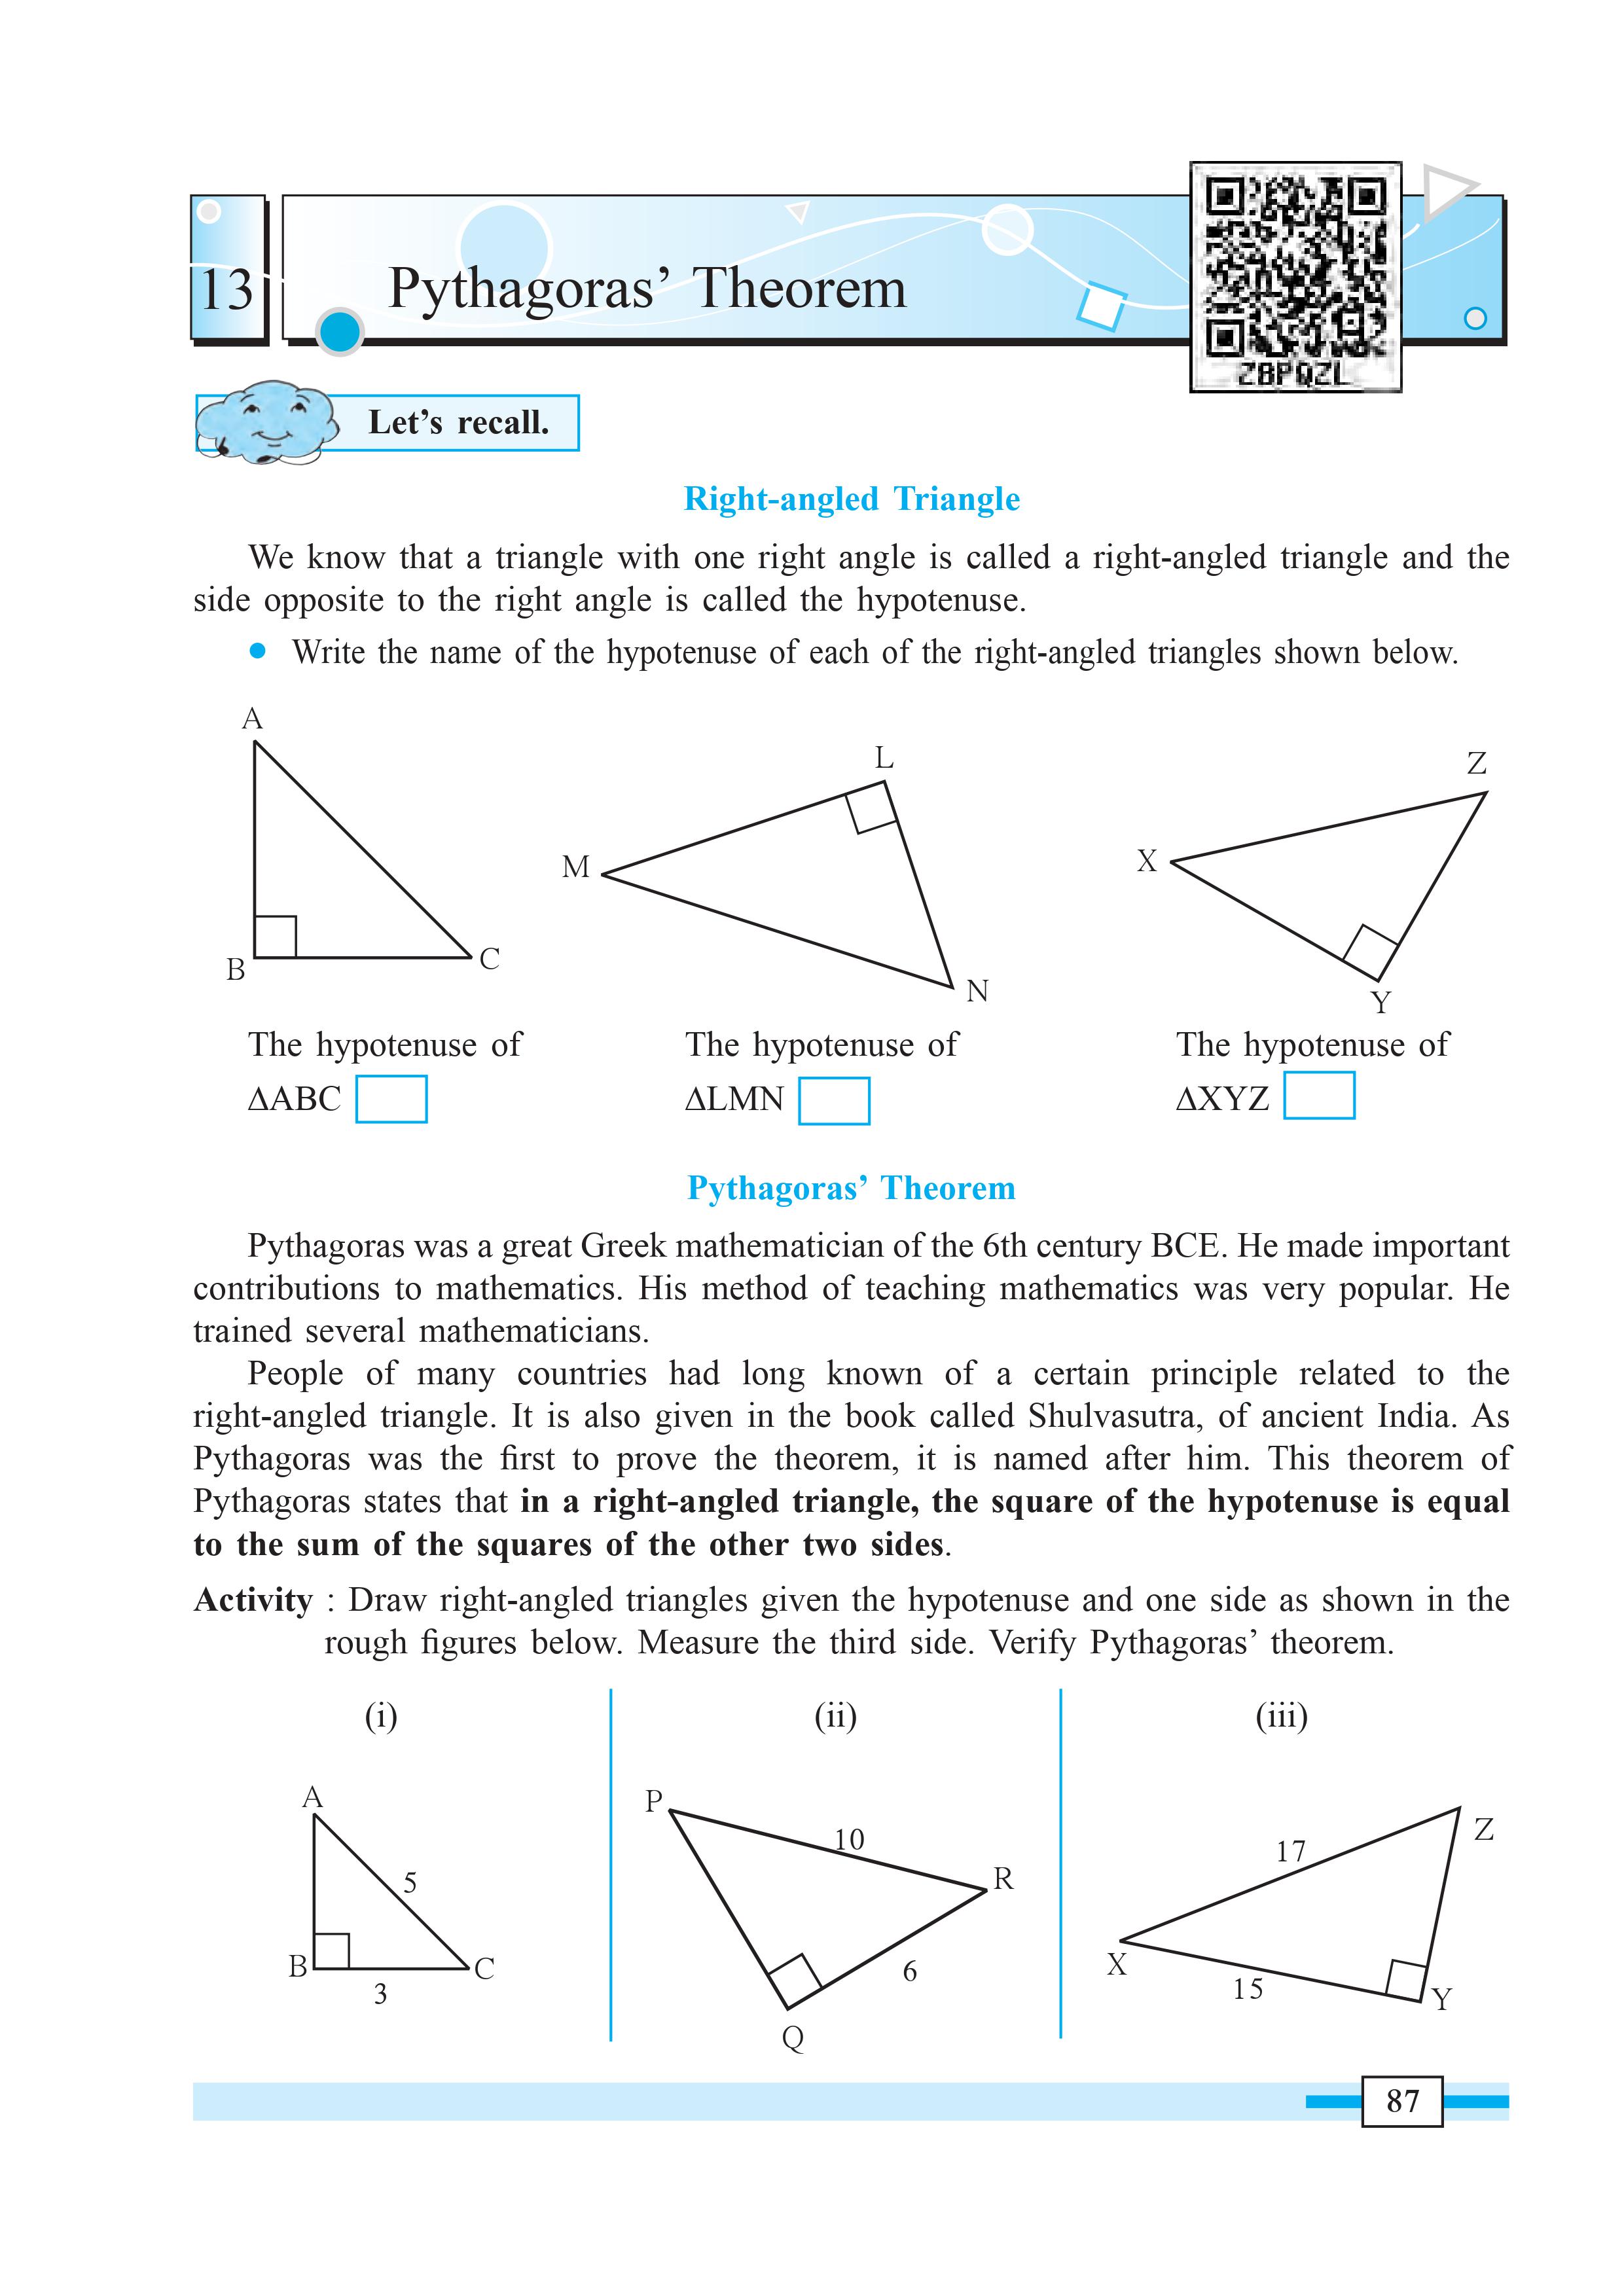 13
Pythagoras’ Theorem
Z8PQZL
Let’s recall.
Right-angled Triangle
We know that a triangle with one right angle is called a right-angled triangle and the
side opposite to the right angle is called the hypotenuse.
• Write the name of the hypotenuse of each of the right-angled triangles shown below.
A
B
C
L
M
N
Z
X
Y
The hypotenuse of
ΔABC
The hypotenuse of
ΔLMN
The hypotenuse of
ΔXYZ
Pythagoras’ Theorem
Pythagoras was a great Greek mathematician of the 6th century BCE. He made important
contributions to mathematics. His method of teaching mathematics was very popular. He
trained several mathematicians.
People of many countries had long known of a certain principle related to the
right-angled triangle. It is also given in the book called Shulvasutra, of ancient India. As
Pythagoras was the first to prove the theorem, it is named after him. This theorem of
Pythagoras states that in a right-angled triangle, the square of the hypotenuse is equal
to the sum of the squares of the other two sides.
Activity : Draw right-angled triangles given the hypotenuse and one side as shown in the
rough figures below. Measure the third side. Verify Pythagoras’ theorem.
(i)
A
5
B
C
3
(ii)
P
10
R
6
Q
(iii)
Z
17
X
15
Y
87